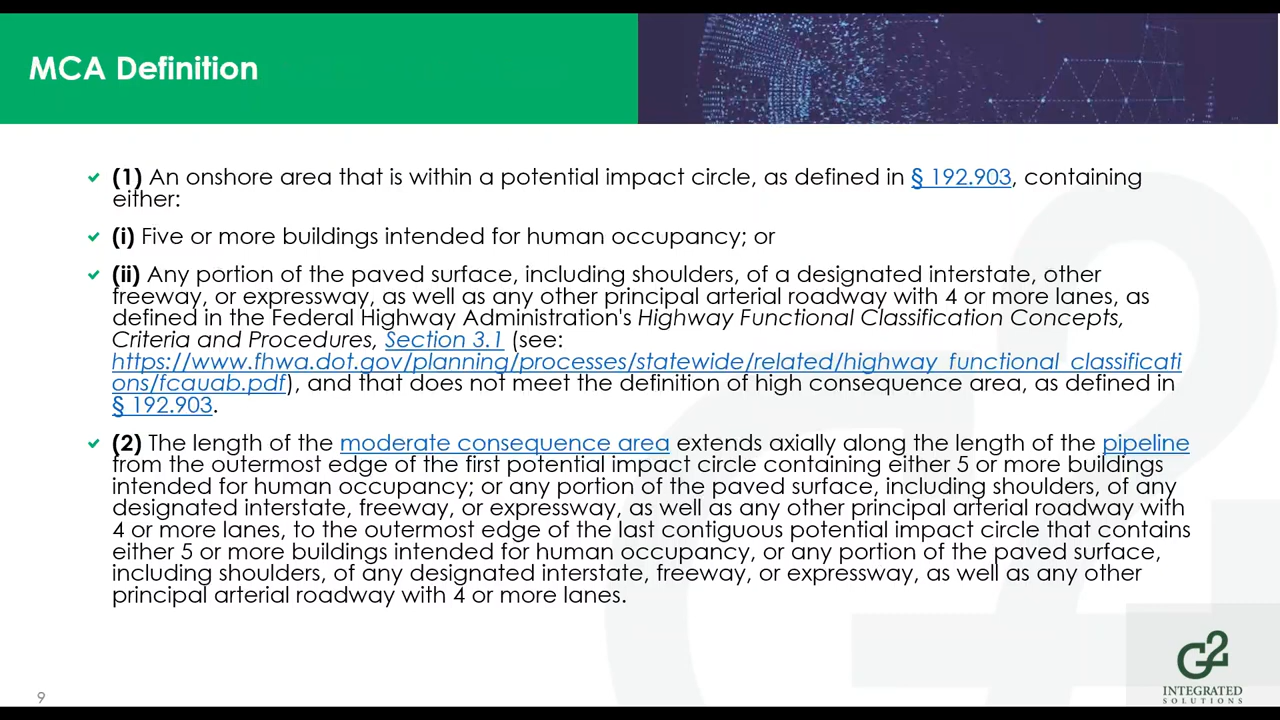 MCA Definition
(1) An onshore area that is within a potential impact circle, as defined in § 192.903, containing
either:
(i) Five or more buildings intended for human occupancy; or
(ii) Any portion of the paved surface, including shoulders, of a designated interstate, other
freeway, or expressway, as well as any other principal arterial roadway with 4 or more lanes, as
defined in the Federal Highway Administration's Highway Functional Classification Concepts,
Criteria and Procedures, Section 3.1 (see:
https://www.fhwa.dot.gov/planning/processes/statewide/related/highway_functional_classificati
ons/fcauab.pdf), and that does not meet the definition of high consequence area, as defined in
§ 192.903.
(2) The length of the moderate consequence area extends axially along the length of the pipeline
from the outermost edge of the first potential impact circle containing either 5 or more buildings
intended for human occupancy; or any portion of the paved surface, including shoulders, of any
designated interstate, freeway, or expressway, as well as any other principal arterial roadway with
4 or more lanes, to the outermost edge of the last contiguous potential impact circle that contains
either 5 or more buildings intended for human occupancy, or any portion of the paved surface,
including shoulders, of any designated interstate, freeway, or expressway, as well as any other
principal arterial roadway with 4 or more lanes.
G2
INTEGRATED
SOLUTIONS
9